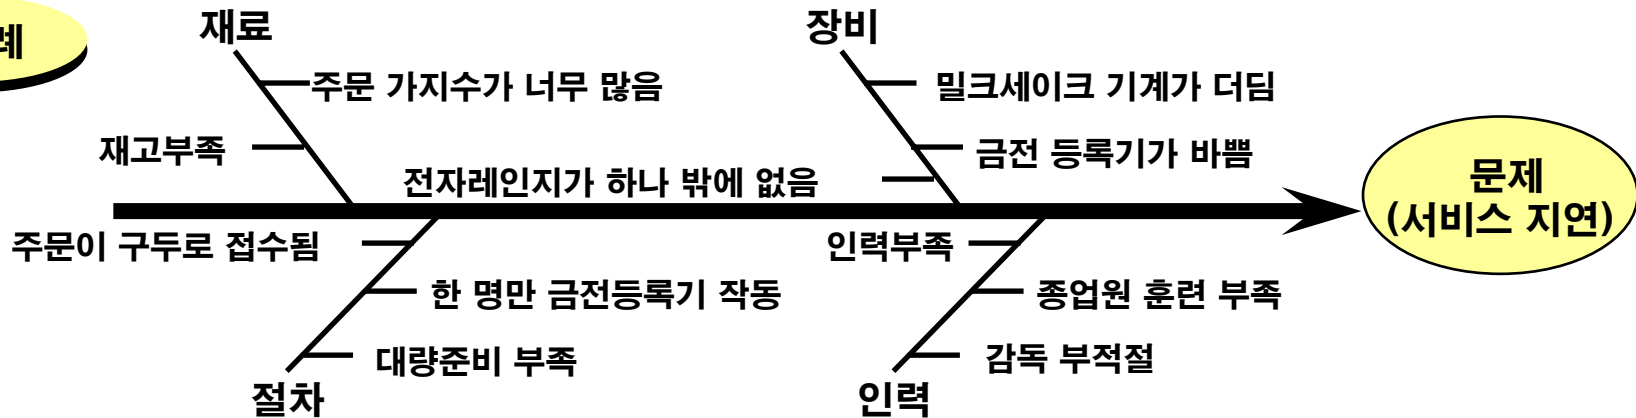 례
재료
장비
주문 가지수가 너무 많음
밀크세이크 기계가 더딤
재고부족
금전 등록기가 바쁨
전자레인지가 하나 밖에 없음
문제
(서비스 지연)
주문이 구두로 접수됨
인력부족
한 명만 금전등록기 작동
종업원 훈련 부족
대량준비 부족
감독 부적절
절차
인력